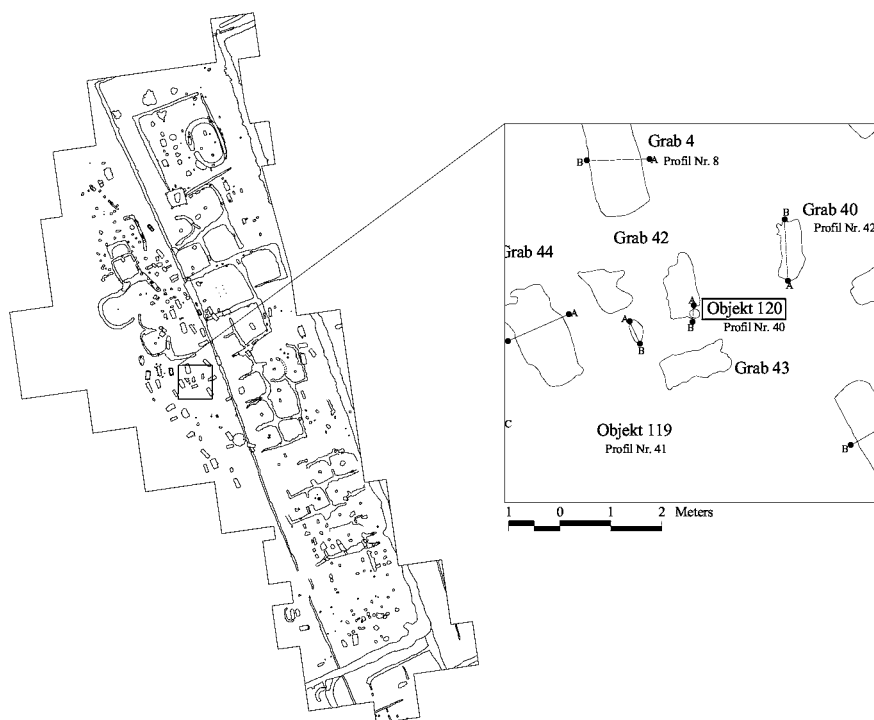 Grab 4
B
A
Profil Nr. 8
B
Grab 40
Profil Nr. 42
Grab 42
Grab 44
A
A
Objekt 120
A
A
B
Profil Nr. 40
B
Grab 43
C
Objekt 119
Profil Nr. 41
B
1 0 1 2 Meters